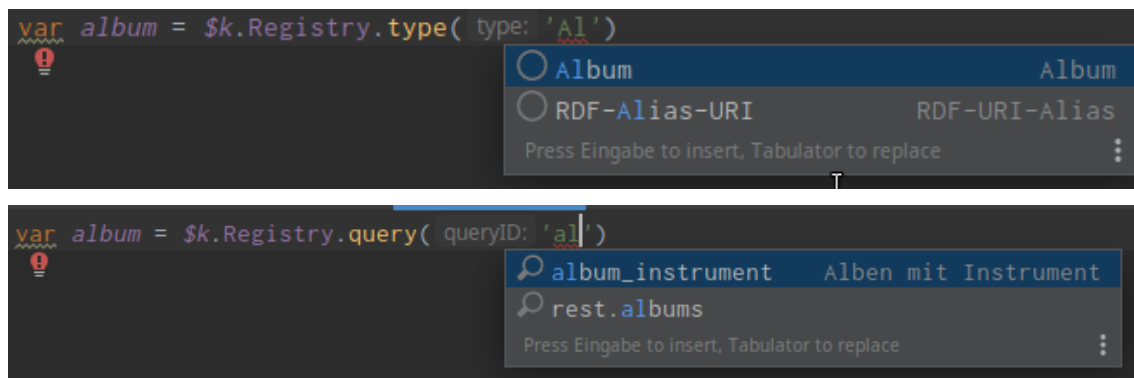 var album = $k.Registry.type( type: 'Al')
Album Album
RDF-Alias-URI RDF-URI-Alias
Press Eingabe to insert, Tabulator to replace
var album = $k.Registry.query( queryID: 'al')
album_instrument Alben mit Instrument
rest.albums
Press Eingabe to insert, Tabulator to replace